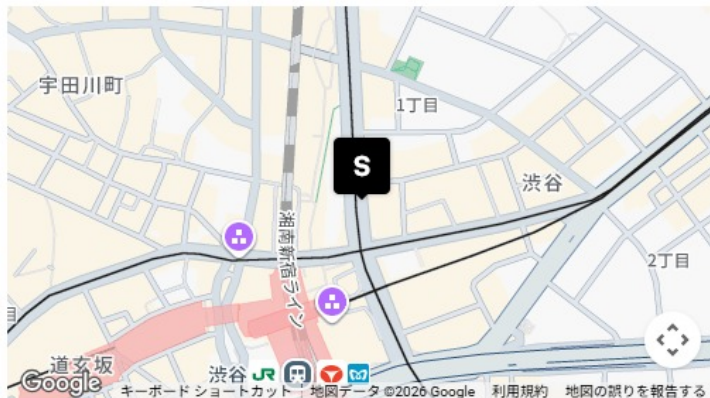 宇田川町
1丁目
S
渋谷
湘南新宿ライン
2丁目
道玄坂
渋谷 JR
Google
キーボード ショートカット 地図データ ©2026 Google 利用規約 地図の誤りを報告する